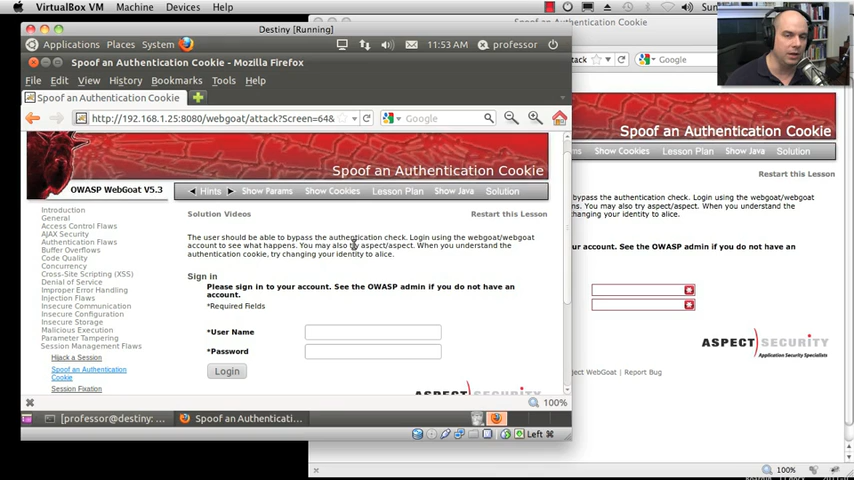 VirtualBox VM Machine Devices Help
Sun
Destiny [Running]
Applications Places System
11:53 AM professor
Spoof an Authentication Cookie - Mozilla Firefox
File Edit View History Bookmarks Tools Help
Spoof an Authentication Cookie
http://192.168.1.25:8080/webgoat/attack?Screen=64&
Google
Spoof an Authentication Cookie
OWASP WebGoat V5.3
Hints Show Params Show Cookies Lesson Plan Show Java Solution
Solution Videos
Restart this Lesson
Introduction
General
Access Control Flaws
AJAX Security
Authentication Flaws
Buffer Overflows
Code Quality
Concurrency
Cross-Site Scripting (XSS)
Denial of Service
Improper Error Handling
Injection Flaws
Insecure Communication
Insecure Configuration
Insecure Storage
Malicious Execution
Parameter Tampering
Session Management Flaws
Hijack a Session
Spoof an Authentication
Cookie
Session Fixation
The user should be able to bypass the authentication check. Login using the webgoat/webgoat
account to see what happens. You may also try aspect/aspect. When you understand the
authentication cookie, try changing your identity to alice.
Sign in
Please sign in to your account. See the OWASP admin if you do not have an
account.
*Required Fields
*User Name
*Password
Login
100%
[professor@destiny: ...
Spoof an Authenticati...
Left ⌘
Spoof an Authentication Cookie
Google
Spoof an Authentication Cookie
Show Cookies Lesson Plan Show Java Solution
Restart this Lesson
bypass the authentication check. Login using the webgoat/webgoat
ns. You may also try aspect/aspect. When you understand the
changing your identity to alice.
our account. See the OWASP admin if you do not have an
ASPECT SECURITY
Application Security Specialists
ject WebGoat | Report Bug
100%